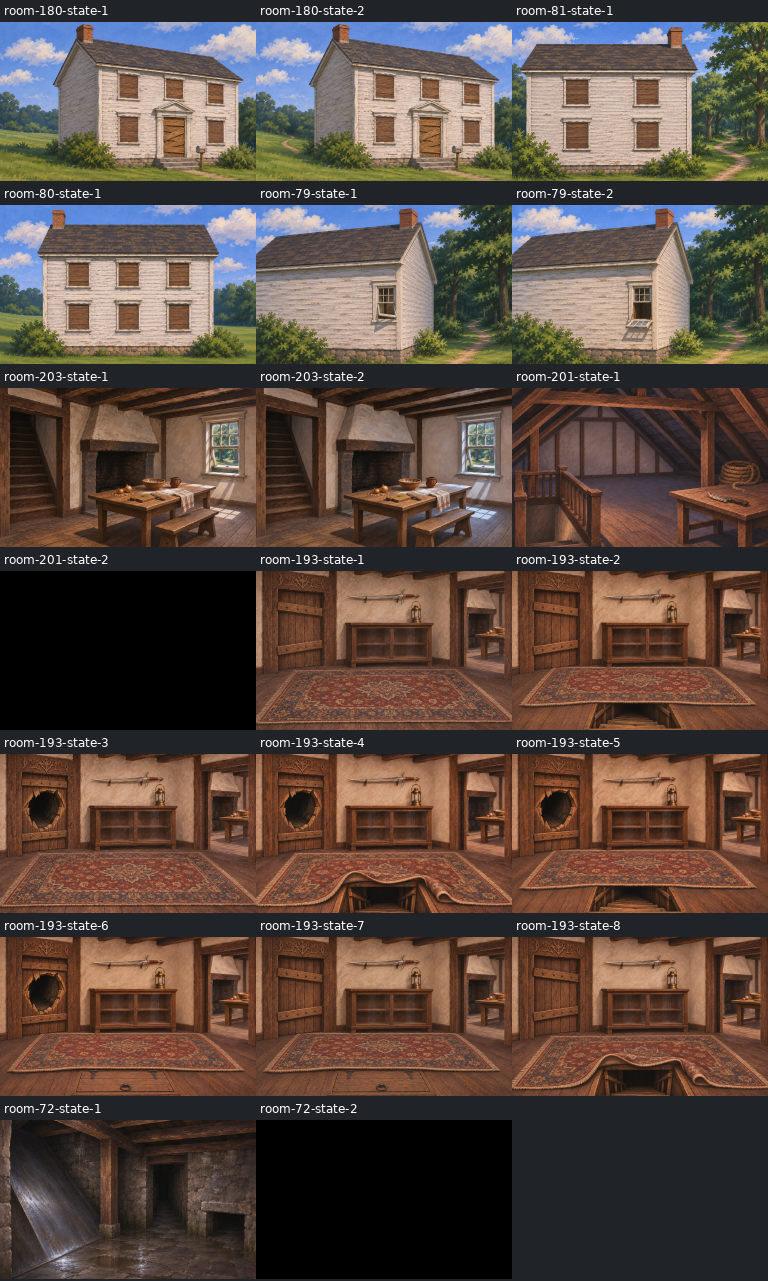 room-180-state-1
room-180-state-2
room-81-state-1
room-80-state-1
room-79-state-1
room-79-state-2
room-203-state-1
room-203-state-2
room-201-state-1
room-201-state-2
room-193-state-1
room-193-state-2
room-193-state-3
room-193-state-4
room-193-state-5
room-193-state-6
room-193-state-7
room-193-state-8
room-72-state-1
room-72-state-2